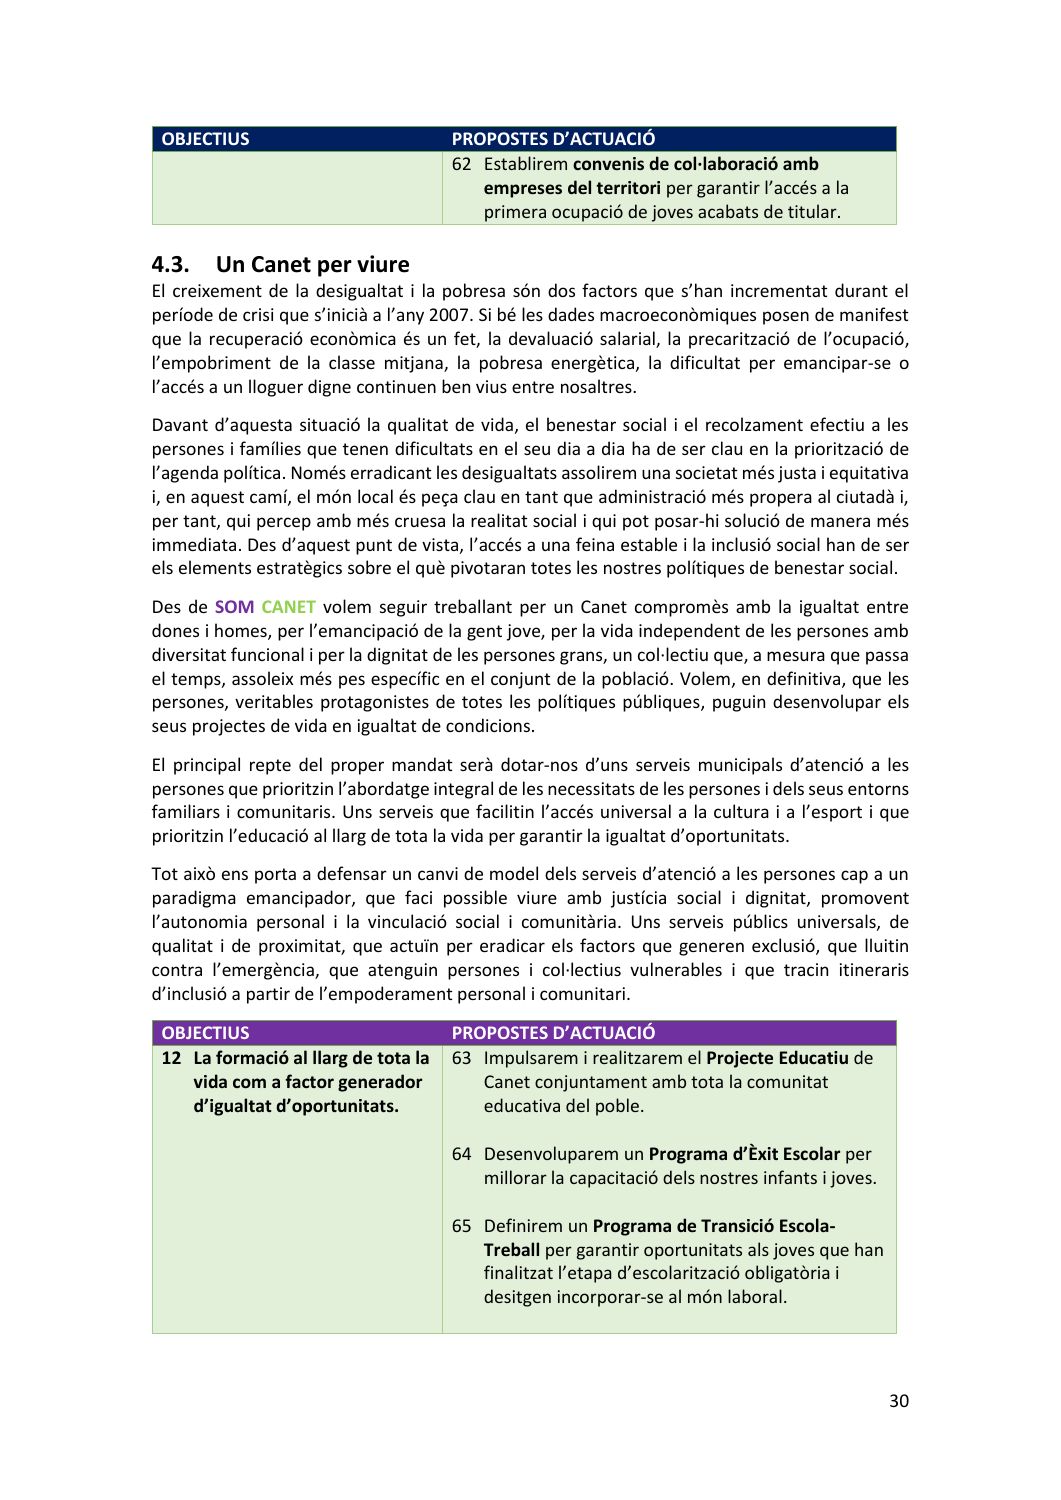 OBJECTIUS PROPOSTES D’ACTUACIÓ
62 Establirem convenis de col·laboració amb
empreses del territori per garantir l’accés a la
primera ocupació de joves acabats de titular.
4.3. Un Canet per viure
El creixement de la desigualtat i la pobresa són dos factors que s’han incrementat durant el
període de crisi que s’inicià a l’any 2007. Si bé les dades macroeconòmiques posen de manifest
que la recuperació econòmica és un fet, la devaluació salarial, la precarització de l’ocupació,
l’empobriment de la classe mitjana, la pobresa energètica, la dificultat per emancipar-se o
l’accés a un lloguer digne continuen ben vius entre nosaltres.
Davant d’aquesta situació la qualitat de vida, el benestar social i el recolzament efectiu a les
persones i famílies que tenen dificultats en el seu dia a dia ha de ser clau en la priorització de
l’agenda política. Només erradicant les desigualtats assolirem una societat més justa i equitativa
i, en aquest camí, el món local és peça clau en tant que administració més propera al ciutadà i,
per tant, qui percep amb més cruesa la realitat social i qui pot posar-hi solució de manera més
immediata. Des d’aquest punt de vista, l’accés a una feina estable i la inclusió social han de ser
els elements estratègics sobre el què pivotaran totes les nostres polítiques de benestar social.
Des de SOM CANET volem seguir treballant per un Canet compromès amb la igualtat entre
dones i homes, per l’emancipació de la gent jove, per la vida independent de les persones amb
diversitat funcional i per la dignitat de les persones grans, un col·lectiu que, a mesura que passa
el temps, assoleix més pes específic en el conjunt de la població. Volem, en definitiva, que les
persones, veritables protagonistes de totes les polítiques públiques, puguin desenvolupar els
seus projectes de vida en igualtat de condicions.
El principal repte del proper mandat serà dotar-nos d’uns serveis municipals d’atenció a les
persones que prioritzin l’abordatge integral de les necessitats de les persones i dels seus entorns
familiars i comunitaris. Uns serveis que facilitin l’accés universal a la cultura i a l’esport i que
prioritzin l’educació al llarg de tota la vida per garantir la igualtat d’oportunitats.
Tot això ens porta a defensar un canvi de model dels serveis d’atenció a les persones cap a un
paradigma emancipador, que faci possible viure amb justícia social i dignitat, promovent
l’autonomia personal i la vinculació social i comunitària. Uns serveis públics universals, de
qualitat i de proximitat, que actuïn per eradicar els factors que generen exclusió, que lluitin
contra l’emergència, que atenguin persones i col·lectius vulnerables i que tracin itineraris
d’inclusió a partir de l’empoderament personal i comunitari.
OBJECTIUS PROPOSTES D’ACTUACIÓ
12 La formació al llarg de tota la
vida com a factor generador
d’igualtat d’oportunitats.
63 Impulsarem i realitzarem el Projecte Educatiu de
Canet conjuntament amb tota la comunitat
educativa del poble.
64 Desenvoluparem un Programa d’Èxit Escolar per
millorar la capacitació dels nostres infants i joves.
65 Definirem un Programa de Transició Escola-
Treball per garantir oportunitats als joves que han
finalitzat l’etapa d’escolarització obligatòria i
desitgen incorporar-se al món laboral.
30